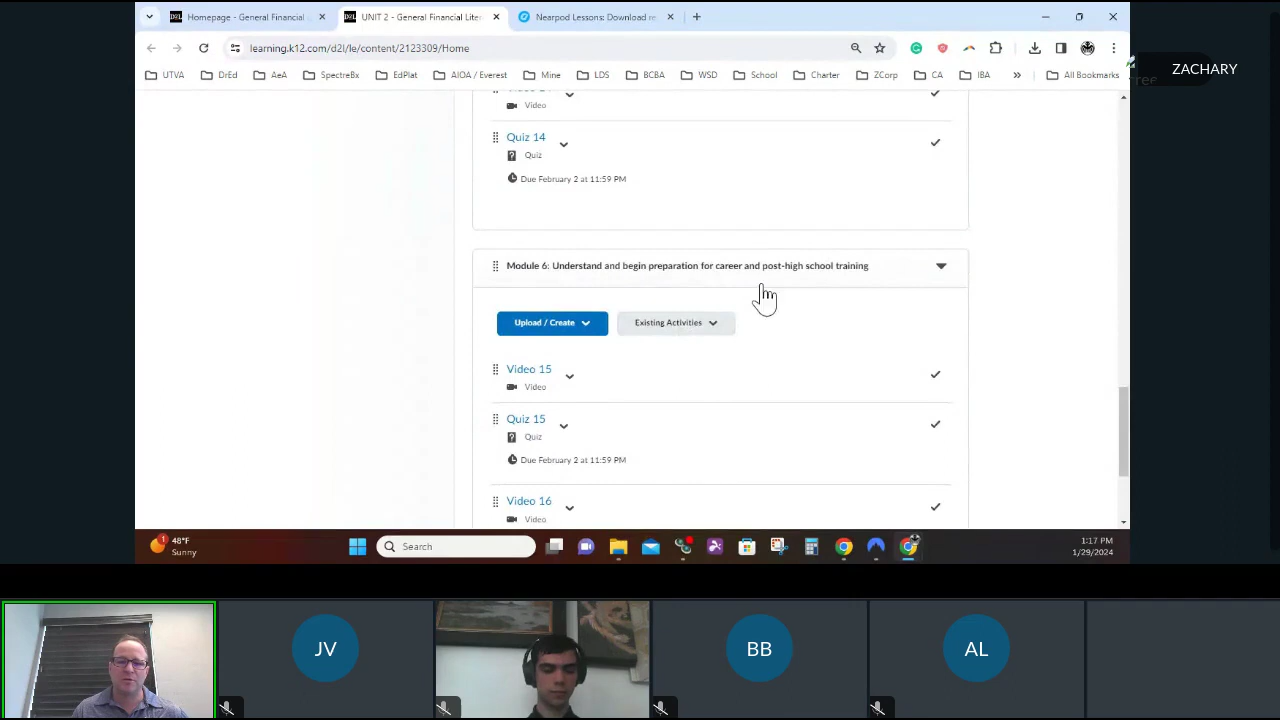 Homepage - General Financial
UNIT 2 - General Financial Liter
Nearpod Lessons: Download re
learning.k12.com/d2l/le/content/2123309/Home
UTVA
DrEd
AeA
SpectreBx
EdPlat
AIOA / Everest
Mine
LDS
BCBA
WSD
School
Charter
ZCorp
CA
IBA
»
All Bookmarks
ZACHARY
Video
Quiz 14
Quiz
Due February 2 at 11:59 PM
Module 6: Understand and begin preparation for career and post-high school training
Upload / Create
Existing Activities
Video 15
Video
Quiz 15
Quiz
Due February 2 at 11:59 PM
Video 16
Video
1
48°F
Sunny
Search
1:17 PM
1/29/2024
JV
BB
AL